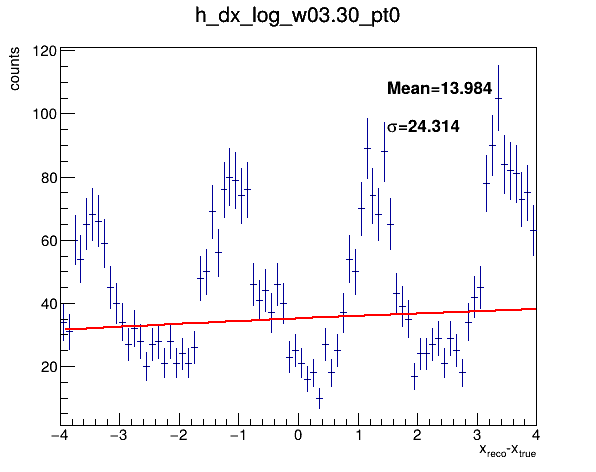 h_dx_log_w03.30_pt0
counts
120
100
80
60
40
20
Mean=13.984
σ=24.314
−4 −3 −2 −1 0 1 2 3 4
x_reco-x_true